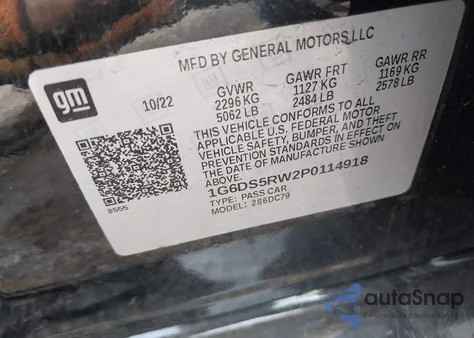 MFD BY GENERAL MOTORS LLC
gm
10/22
GVWR GAWR FRT GAWR RR
2296 KG 1127 KG 1169 KG
5062 LB 2484 LB 2578 LB
THIS VEHICLE CONFORMS TO ALL
APPLICABLE U.S. FEDERAL MOTOR
VEHICLE SAFETY, BUMPER, AND THEFT
PREVENTION STANDARDS IN EFFECT ON
THE DATE OF MANUFACTURE SHOWN
ABOVE.
1G6DS5RW2P0114918
TYPE: PASS CAR
MODEL: 286DC79
8555
autoSnap